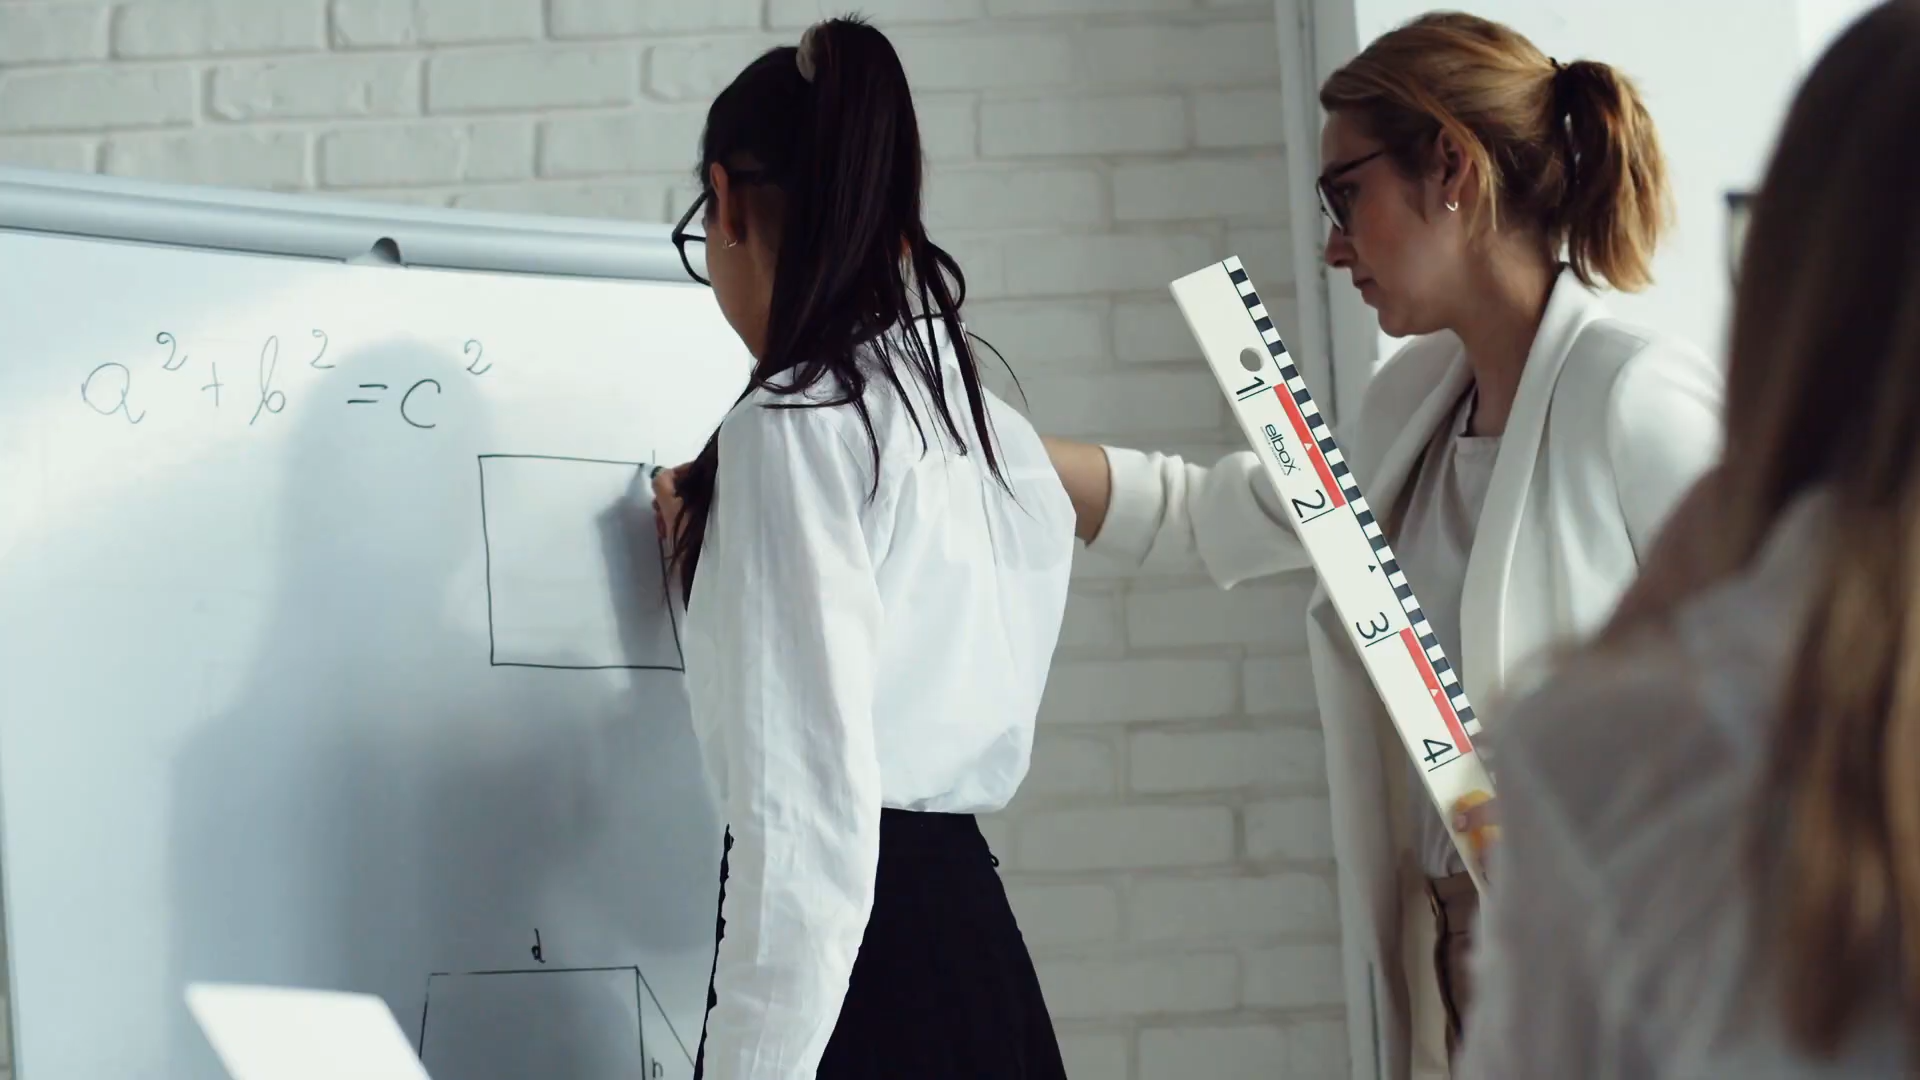 a² + b² = c²
1
elbox
2
3
4
d
h